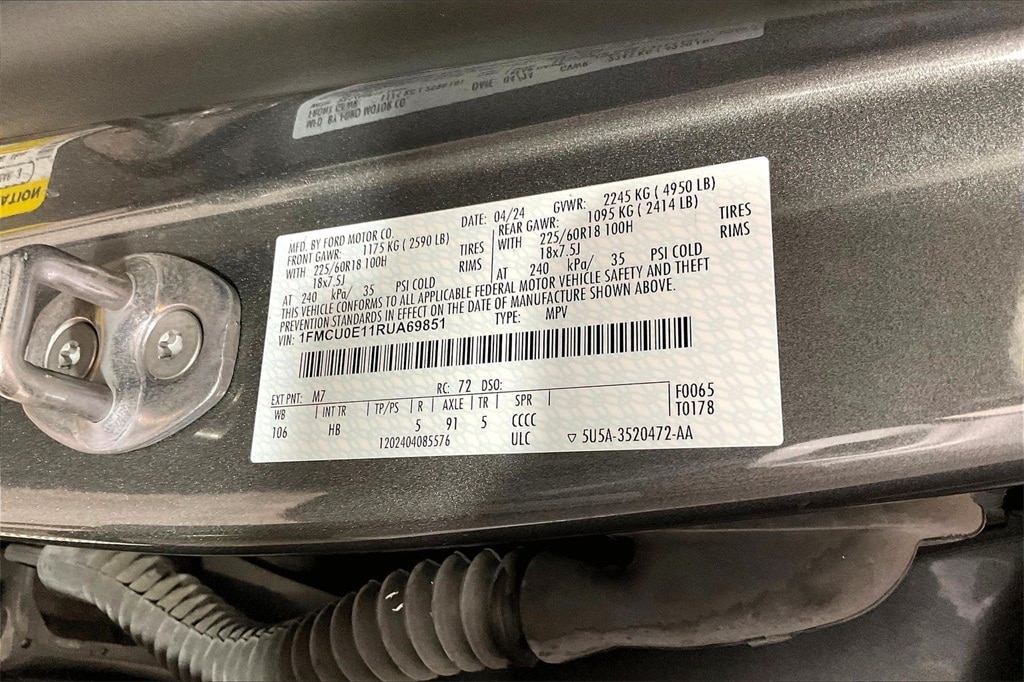 MFD. BY FORD MOTOR CO.
DATE: 04/24 GVWR: 2245 KG ( 4950 LB)
FRONT GAWR: 1175 KG ( 2590 LB)
WITH 225/60R18 100H TIRES
18x7.5J RIMS
AT 240 kPa/ 35 PSI COLD
REAR GAWR: 1095 KG ( 2414 LB)
WITH 225/60R18 100H TIRES
18x7.5J RIMS
AT 240 kPa/ 35 PSI COLD
THIS VEHICLE CONFORMS TO ALL APPLICABLE FEDERAL MOTOR VEHICLE SAFETY AND THEFT
PREVENTION STANDARDS IN EFFECT ON THE DATE OF MANUFACTURE SHOWN ABOVE.
VIN: 1FMCU0E11RUA69851 TYPE: MPV
EXT PNT: M7 RC: 72 DSO:
WB INT TR TP/PS R AXLE TR SPR F0065
106 HB 5 91 5 CCCC T0178
1202404085576 ULC ▽ 5U5A-3520472-AA